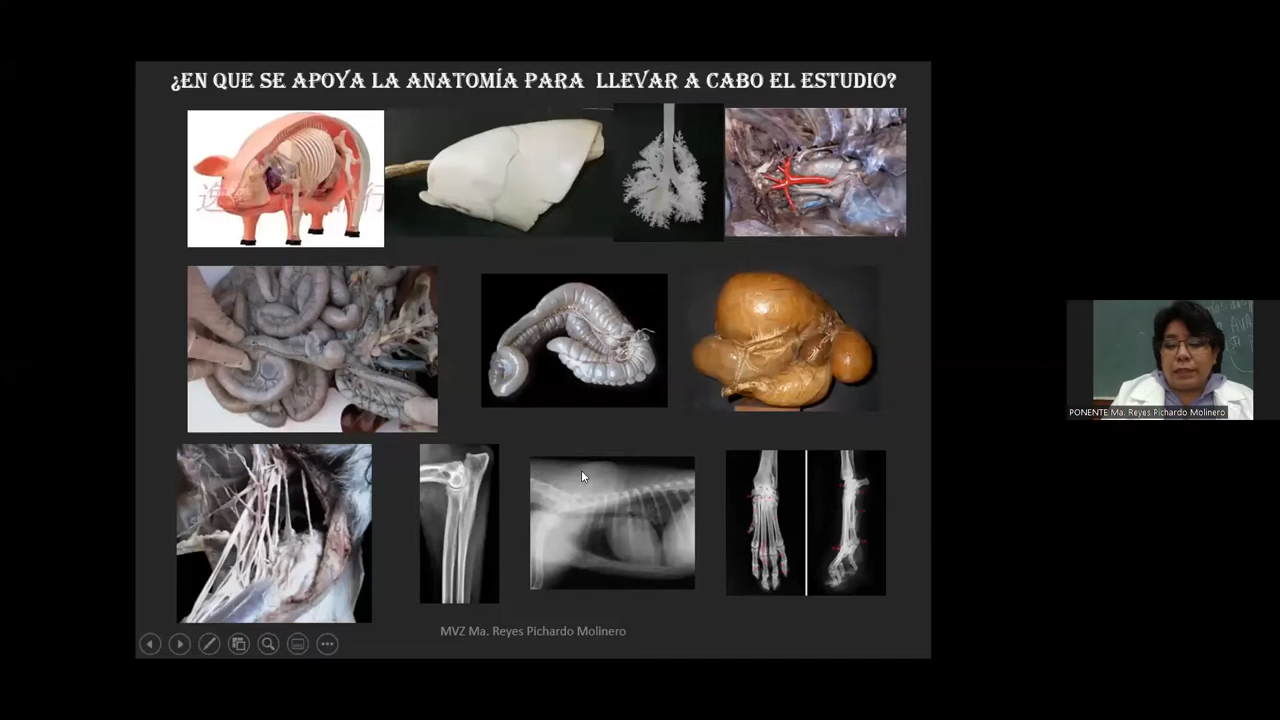 ¿EN QUE SE APOYA LA ANATOMÍA PARA LLEVAR A CABO EL ESTUDIO?
MVZ Ma. Reyes Pichardo Molinero
PONENTE Ma. Reyes Pichardo Molinero